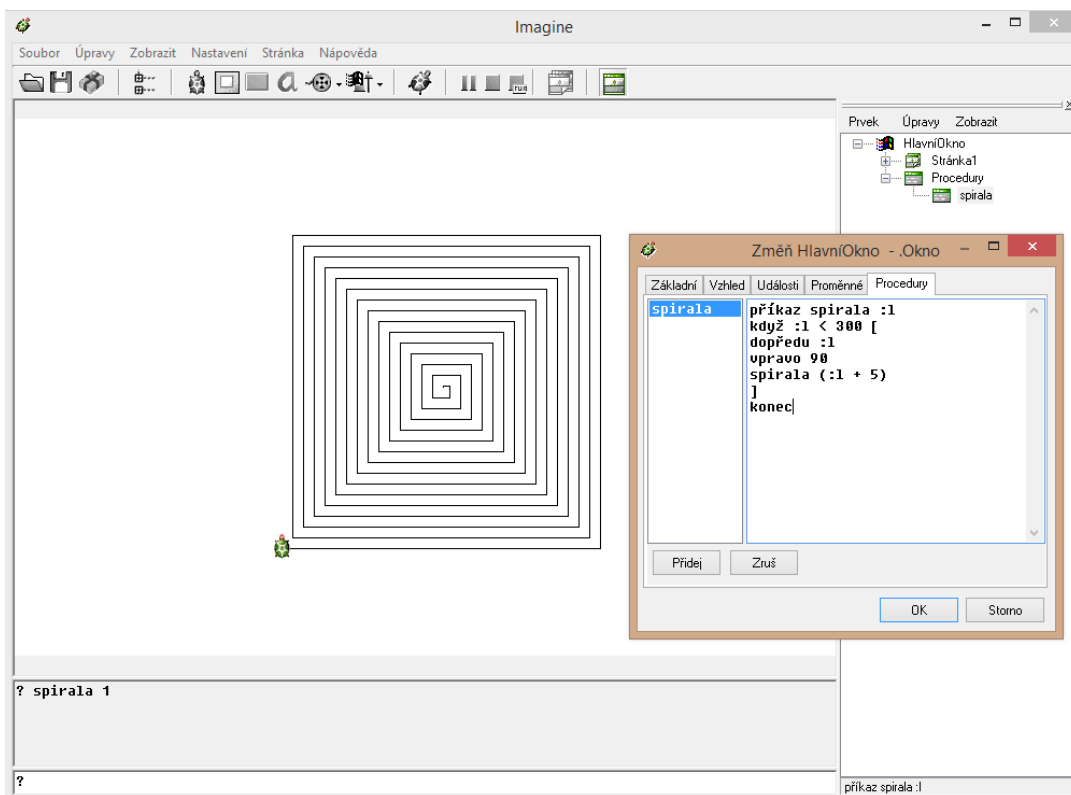 Imagine
Soubor Úpravy Zobrazit Nastavení Stránka Nápověda
Prvek Úpravy Zobrazit
HlavníOkno
Stránka1
Procedury
spirala
Změň HlavníOkno - .Okno
Základní Vzhled Události Proměnné Procedury
spirala
příkaz spirala :l
když :l < 300 [
dopředu :l
vpravo 90
spirala (:l + 5)
]
konec
Přidej Zruš
OK Storno
? spirala 1
?
příkaz spirala :l